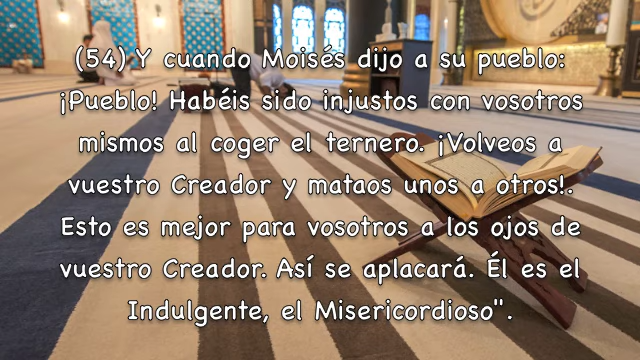 (54) Y cuando Moisés dijo a su pueblo:
¡Pueblo! Habéis sido injustos con vosotros
mismos al coger el ternero. ¡Volveos a
vuestro Creador y mataos unos a otros!.
Esto es mejor para vosotros a los ojos de
vuestro Creador. Así se aplacará. Él es el
Indulgente, el Misericordioso".